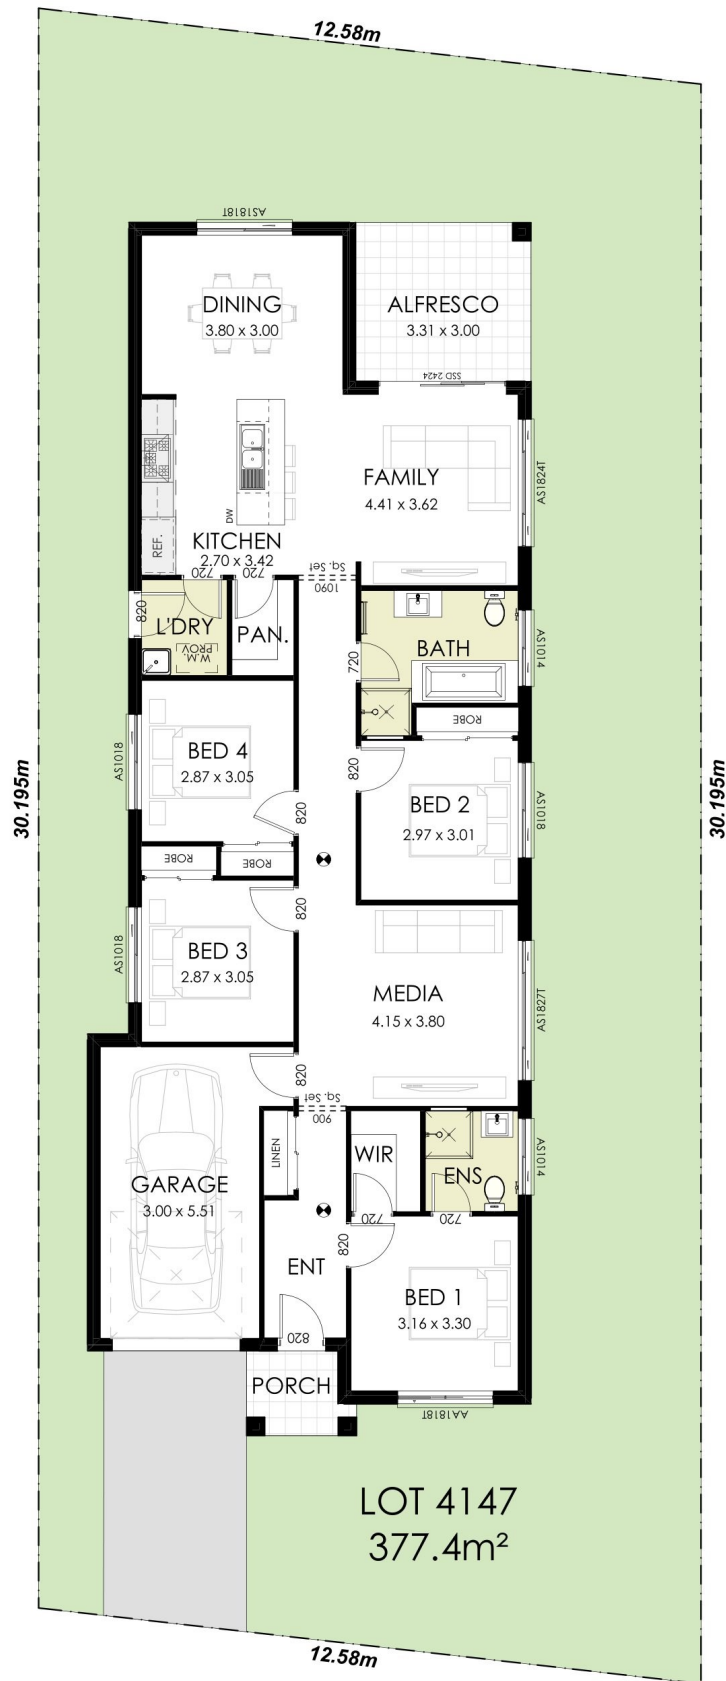 12.58m
AS1818T
DINING
3.80 x 3.00
ALFRESCO
3.31 x 3.00
SSD 2424
FAMILY
4.41 x 3.62
AS1824T
DW
REF.
KITCHEN
2.70 x 3.42
720
720
Sq. Set
1090
820
L'DRY
W.M.
PROV
PAN.
720
BATH
AS1014
ROBE
30.195m
30.195m
AS1018
BED 4
2.87 x 3.05
820
820
BED 2
2.97 x 3.01
AS1018
ROBE
ROBE
820
AS1018
BED 3
2.87 x 3.05
MEDIA
4.15 x 3.80
AS1827T
820
Sq. Set
900
LINEN
WIR
ENS
AS1014
GARAGE
3.00 x 5.51
720
720
820
ENT
BED 1
3.16 x 3.30
820
PORCH
AA1818T
LOT 4147
377.4m²
12.58m